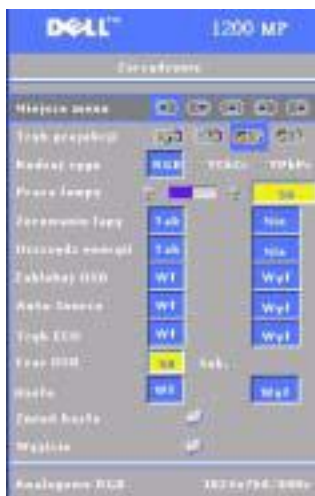 DELL™ 1200 MP
Zarządzanie
Miejsce menu
Tryb projekcji
Rodzaj sygn RGB YCbCr YPbPr
Praca lampy
Zerowanie lapy Tak Nie
Oszczędz energii Tak Nie
Zablokuj OSD Wł Wył
Auto Source Wł Wył
Tryb ECO Wł Wył
Czas OSD Sek.
Hasło Wł Wył
Zmień hasło
Wyjście
Analogowe RGB